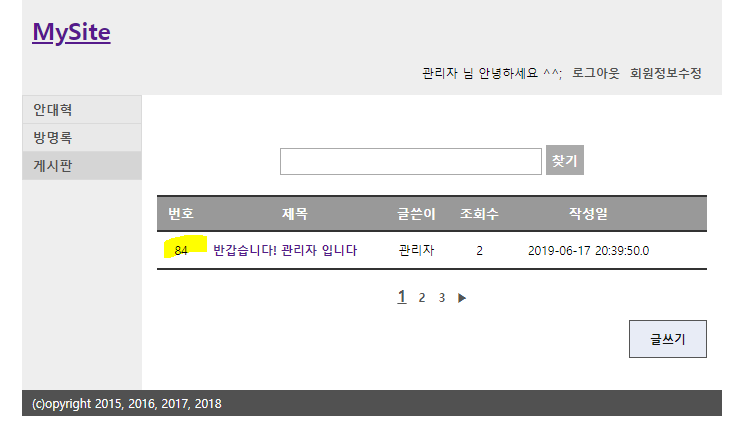 MySite
관리자 님 안녕하세요 ^^; 로그아웃 회원정보수정
안대혁
방명록
게시판
찾기
번호 제목 글쓴이 조회수 작성일
84 반갑습니다! 관리자 입니다 관리자 2 2019-06-17 20:39:50.0
1 2 3 ▶
글쓰기
(c)opyright 2015, 2016, 2017, 2018